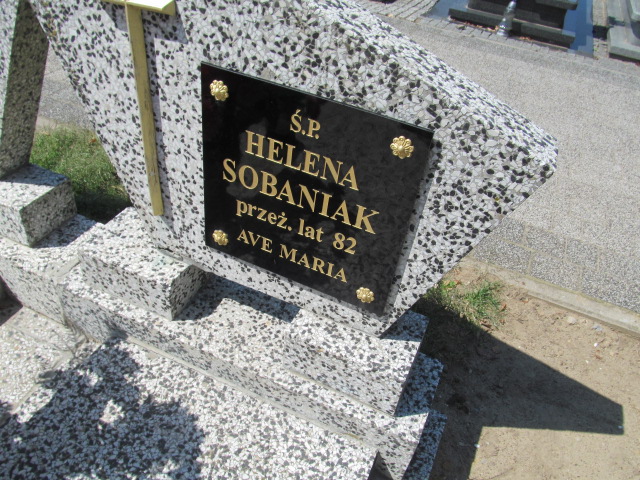 Ś.P.
HELENA
SOBANIAK
przeż. lat 82
AVE MARIA